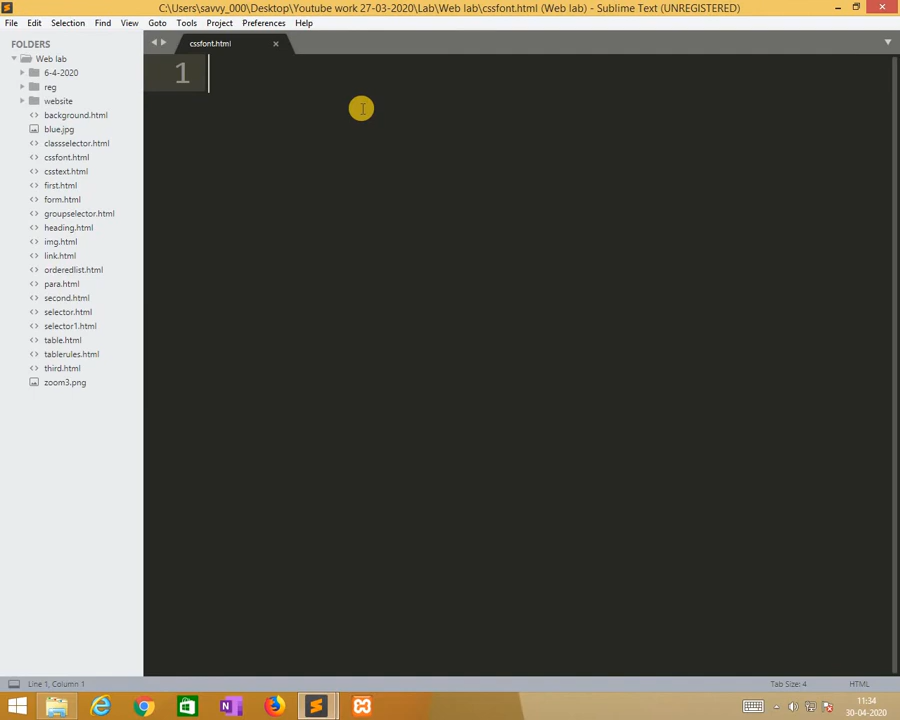 C:\Users\savvy_000\Desktop\Youtube work 27-03-2020\Lab\Web lab\cssfont.html (Web lab) - Sublime Text (UNREGISTERED)
File Edit Selection Find View Goto Tools Project Preferences Help
FOLDERS
Web lab
6-4-2020
reg
website
background.html
blue.jpg
classselector.html
cssfont.html
csstext.html
first.html
form.html
groupselector.html
heading.html
img.html
link.html
orderedlist.html
para.html
second.html
selector.html
selector1.html
table.html
tablerules.html
third.html
zoom3.png
cssfont.html
1
Line 1, Column 1
Tab Size: 4
HTML
11:34
30-04-2020